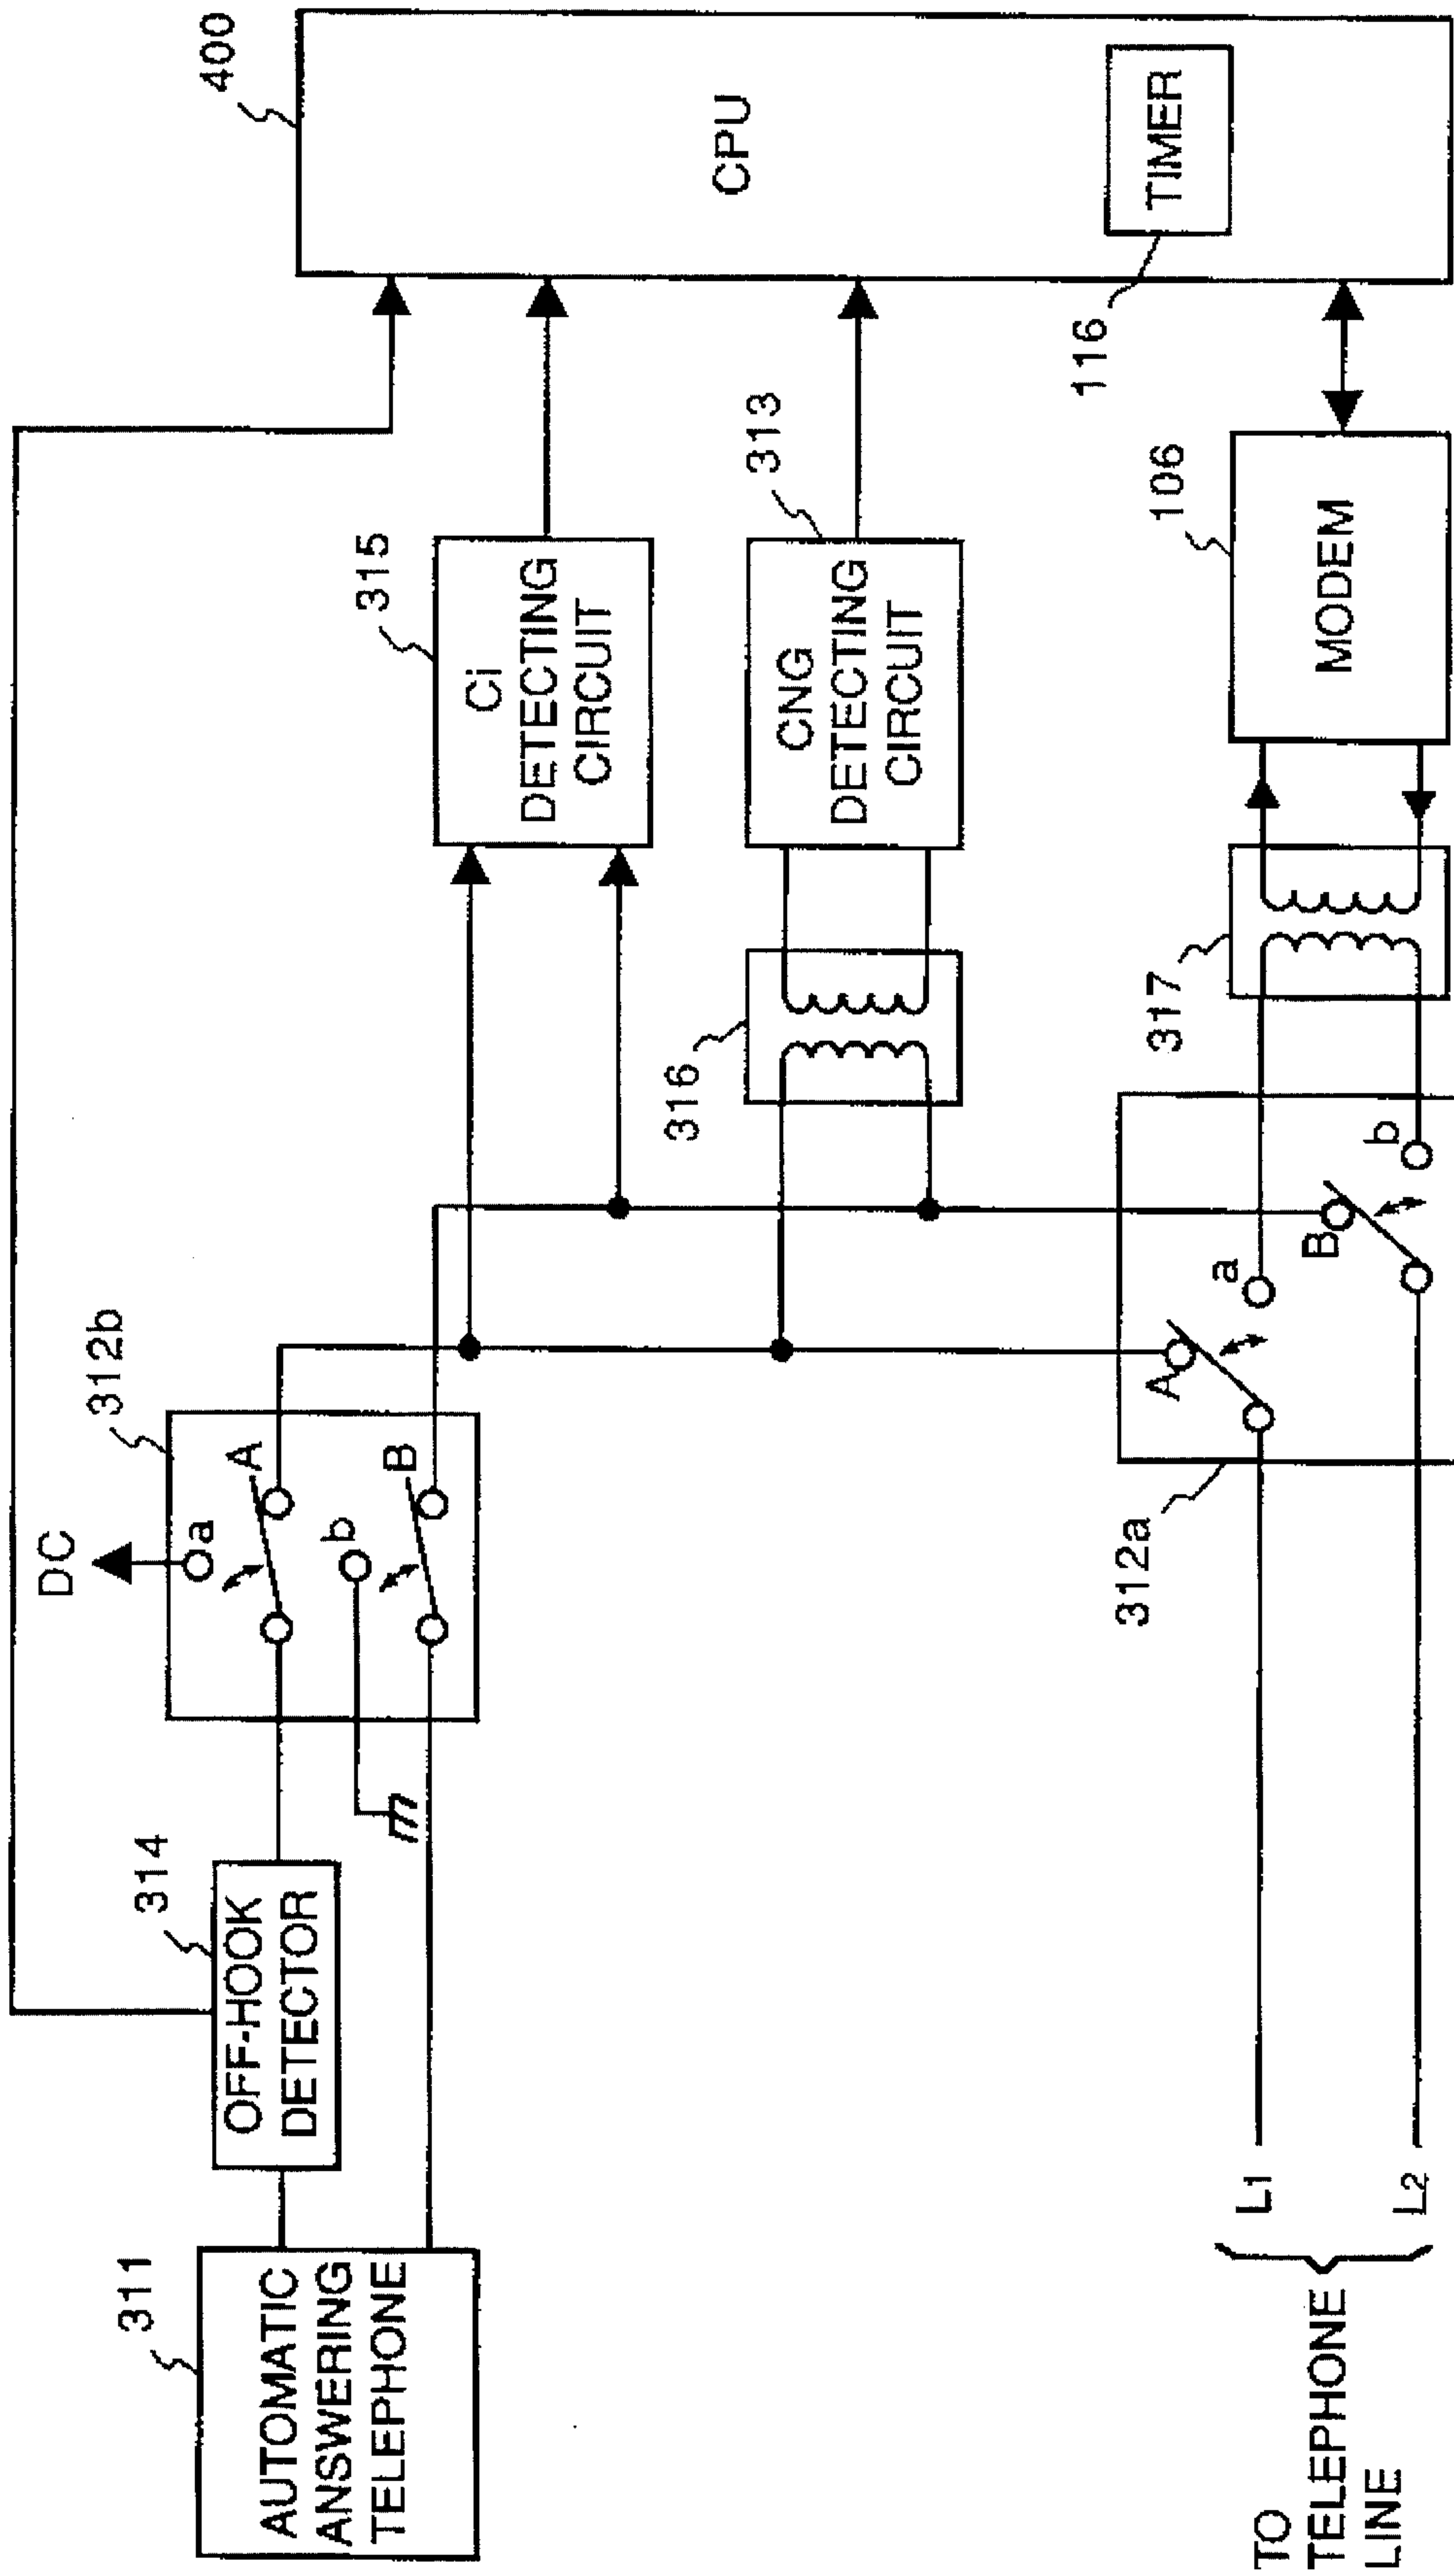 311
AUTOMATIC
ANSWERING
TELEPHONE
314
OFF-HOOK
DETECTOR
DC
312b
a
A
b
B
315
Ci
DETECTING
CIRCUIT
400
CPU
TIMER
116
316
CNG
DETECTING
CIRCUIT
313
TO
TELEPHONE
LINE
L1
L2
312a
A
a
B
b
317
MODEM
106